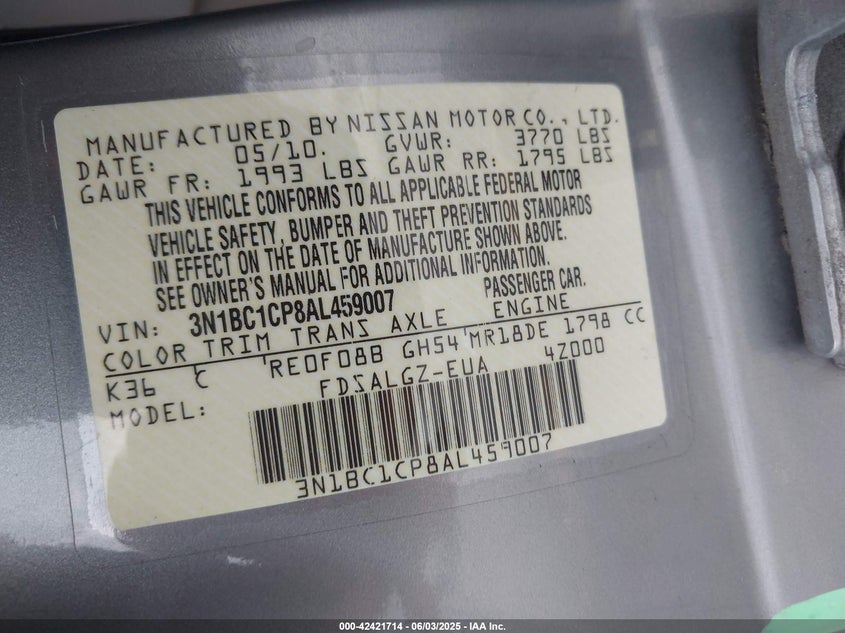 MANUFACTURED BY NISSAN MOTOR CO., LTD.
DATE: 05/10. GVWR: 3770 LBS
GAWR FR: 1993 LBS GAWR RR: 1795 LBS
THIS VEHICLE CONFORMS TO ALL APPLICABLE FEDERAL MOTOR
VEHICLE SAFETY, BUMPER AND THEFT PREVENTION STANDARDS
IN EFFECT ON THE DATE OF MANUFACTURE SHOWN ABOVE.
SEE OWNER'S MANUAL FOR ADDITIONAL INFORMATION.
VIN: 3N1BC1CP8AL459007 PASSENGER CAR.
COLOR TRIM TRANS AXLE ENGINE
K36 C RE0F08B GH54 MR18DE 1798 CC
MODEL: FDSALGZ-EUA 4Z000
3N1BC1CP8AL459007
000-42421714 | 06/03/2025 - IAA Inc.